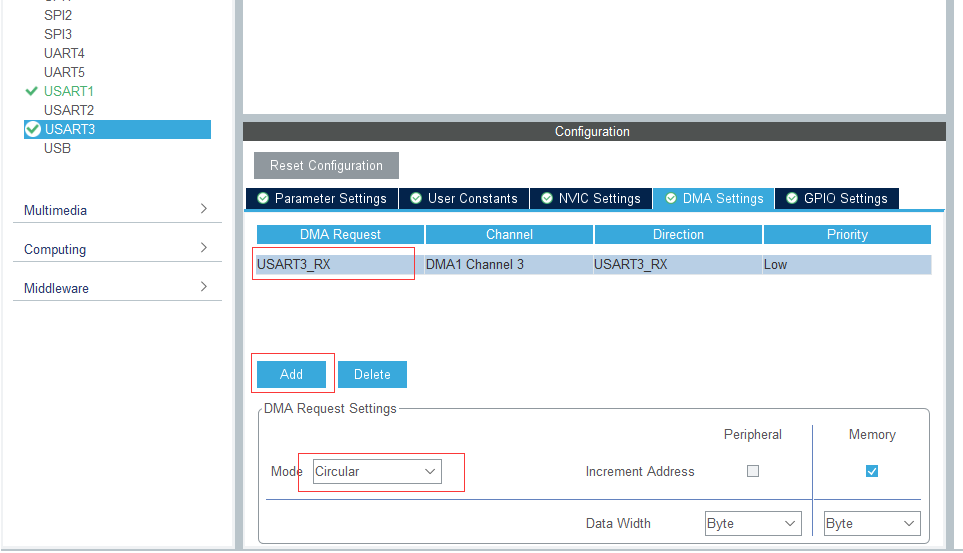 SPI2
SPI3
UART4
UART5
USART1
USART2
USART3
USB
Multimedia
Computing
Middleware
Configuration
Reset Configuration
Parameter Settings User Constants NVIC Settings DMA Settings GPIO Settings
DMA Request Channel Direction Priority
USART3_RX DMA1 Channel 3 USART3_RX Low
Add Delete
DMA Request Settings
Peripheral Memory
Mode Circular Increment Address
Data Width Byte Byte